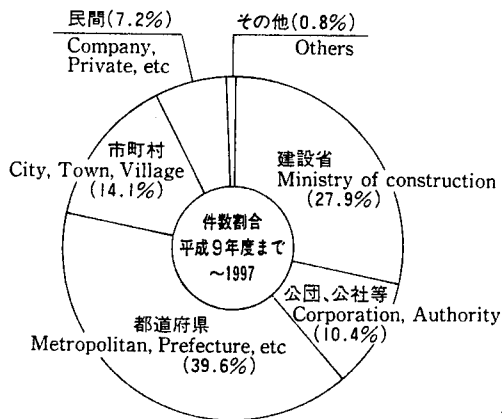 民間(7.2%)
Company,
Private, etc
その他(0.8%)
Others
市町村
City, Town, Village
(14.1%)
建設省
Ministry of construction
(27.9%)
件数割合
平成9年度まで
～1997
公団、公社等
Corporation, Authority
(10.4%)
都道府県
Metropolitan, Prefecture, etc
(39.6%)